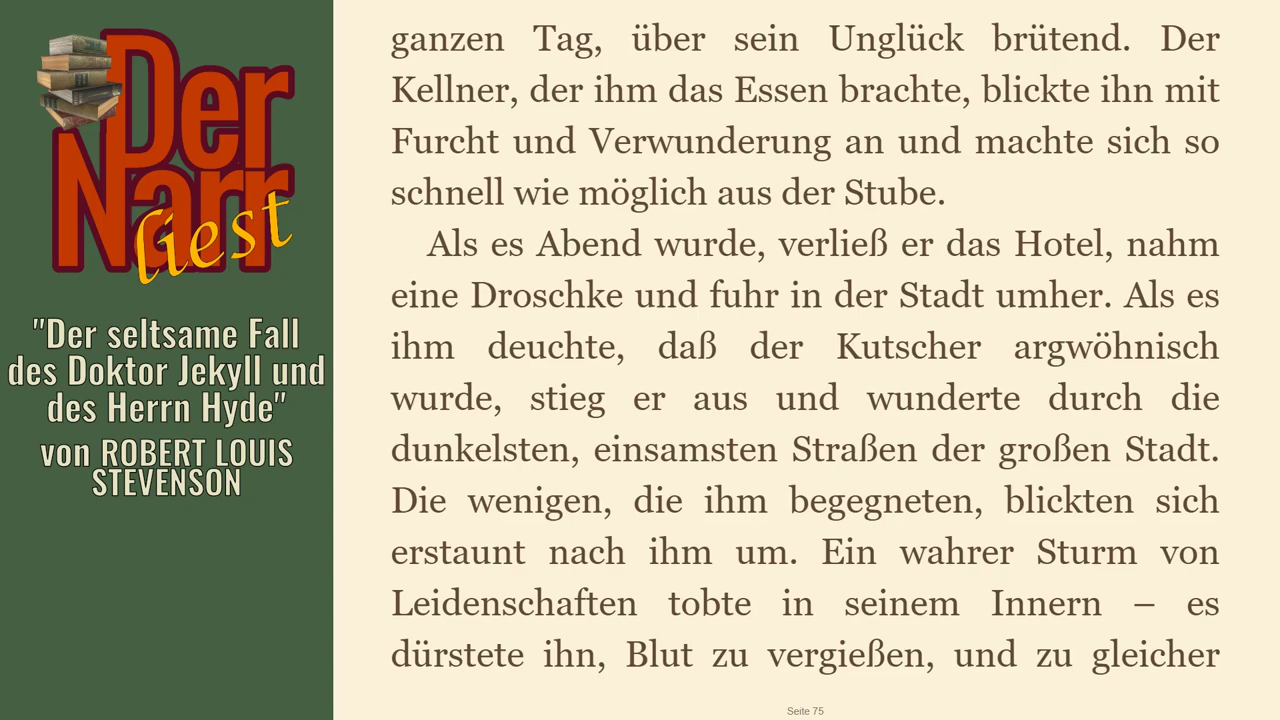 Der
Narr
liest
"Der seltsame Fall
des Doktor Jekyll und
des Herrn Hyde"
von ROBERT LOUIS
STEVENSON
ganzen Tag, über sein Unglück brütend. Der
Kellner, der ihm das Essen brachte, blickte ihn mit
Furcht und Verwunderung an und machte sich so
schnell wie möglich aus der Stube.
Als es Abend wurde, verließ er das Hotel, nahm
eine Droschke und fuhr in der Stadt umher. Als es
ihm deuchte, daß der Kutscher argwöhnisch
wurde, stieg er aus und wunderte durch die
dunkelsten, einsamsten Straßen der großen Stadt.
Die wenigen, die ihm begegneten, blickten sich
erstaunt nach ihm um. Ein wahrer Sturm von
Leidenschaften tobte in seinem Innern – es
dürstete ihn, Blut zu vergießen, und zu gleicher
Seite 75